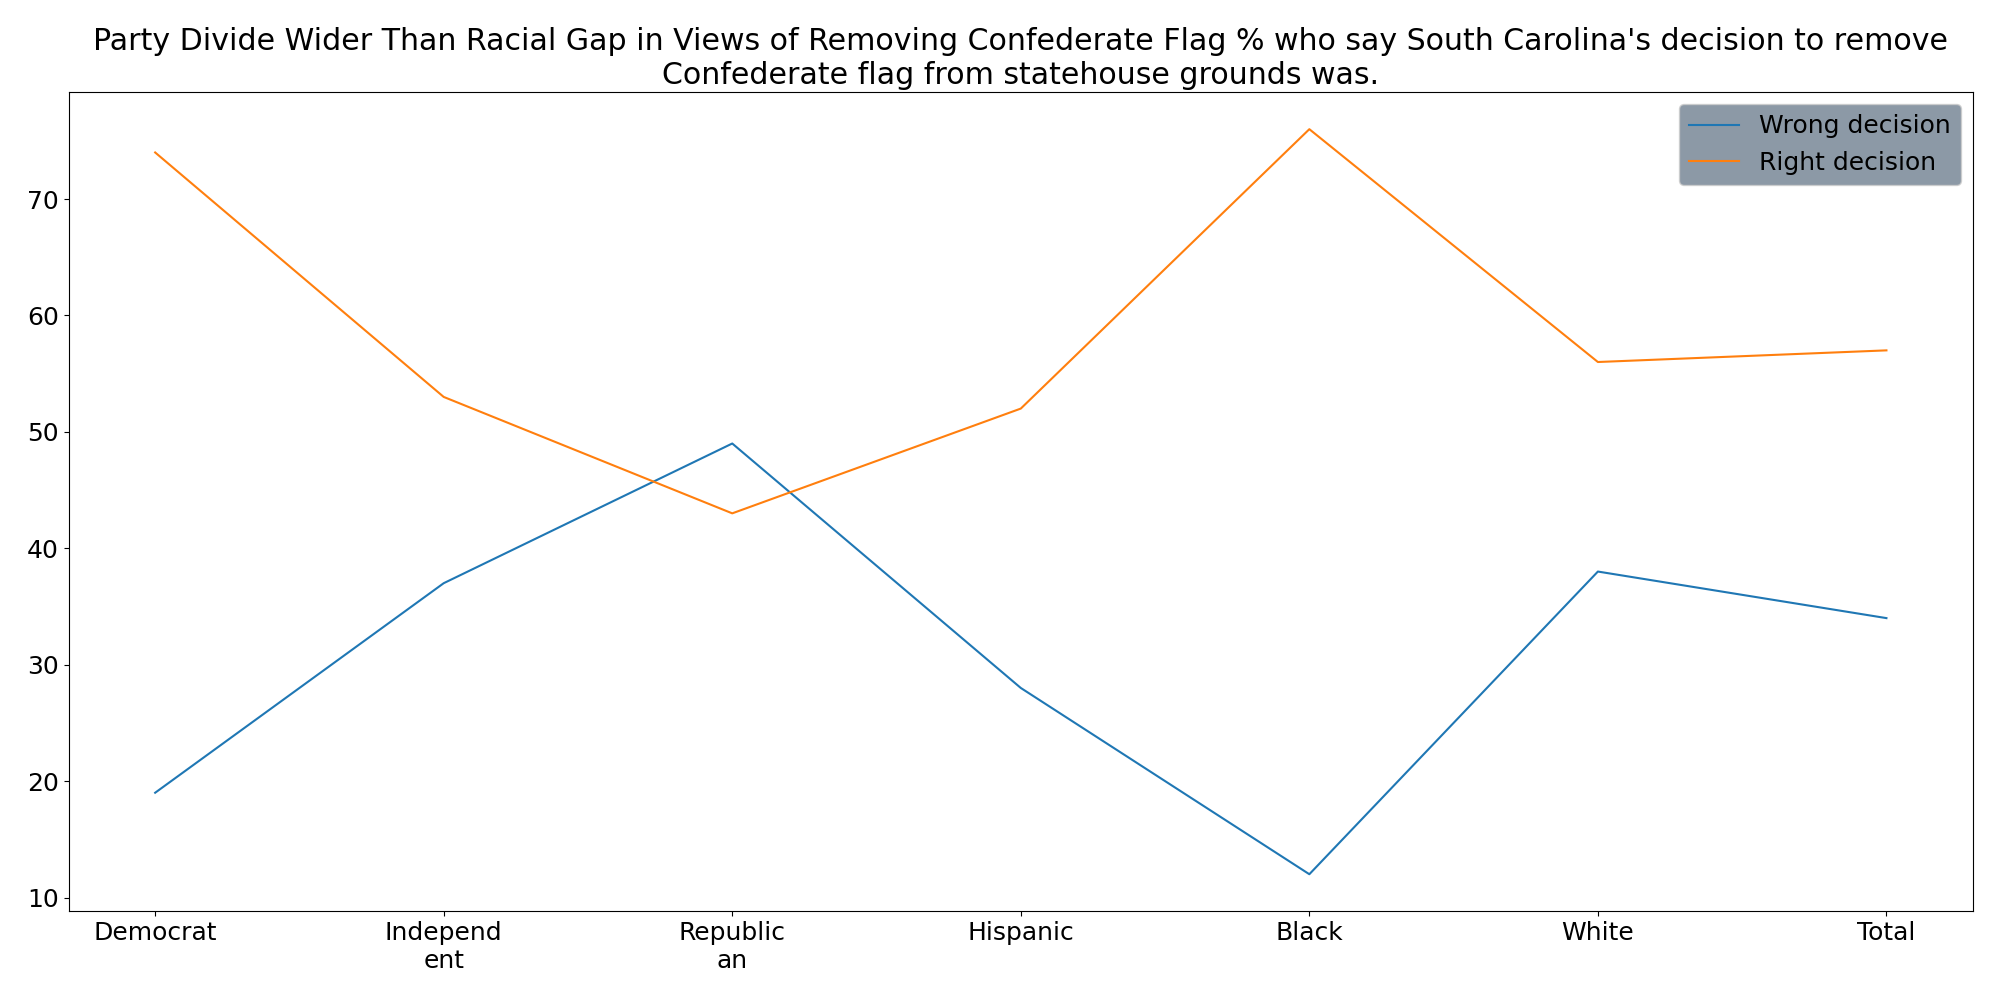 Party Divide Wider Than Racial Gap in Views of Removing Confederate Flag % who say South Carolina's decision to remove
Confederate flag from statehouse grounds was.
Wrong decision
Right decision
70
60
50
40
30
20
10
Democrat
Independ
ent
Republic
an
Hispanic
Black
White
Total